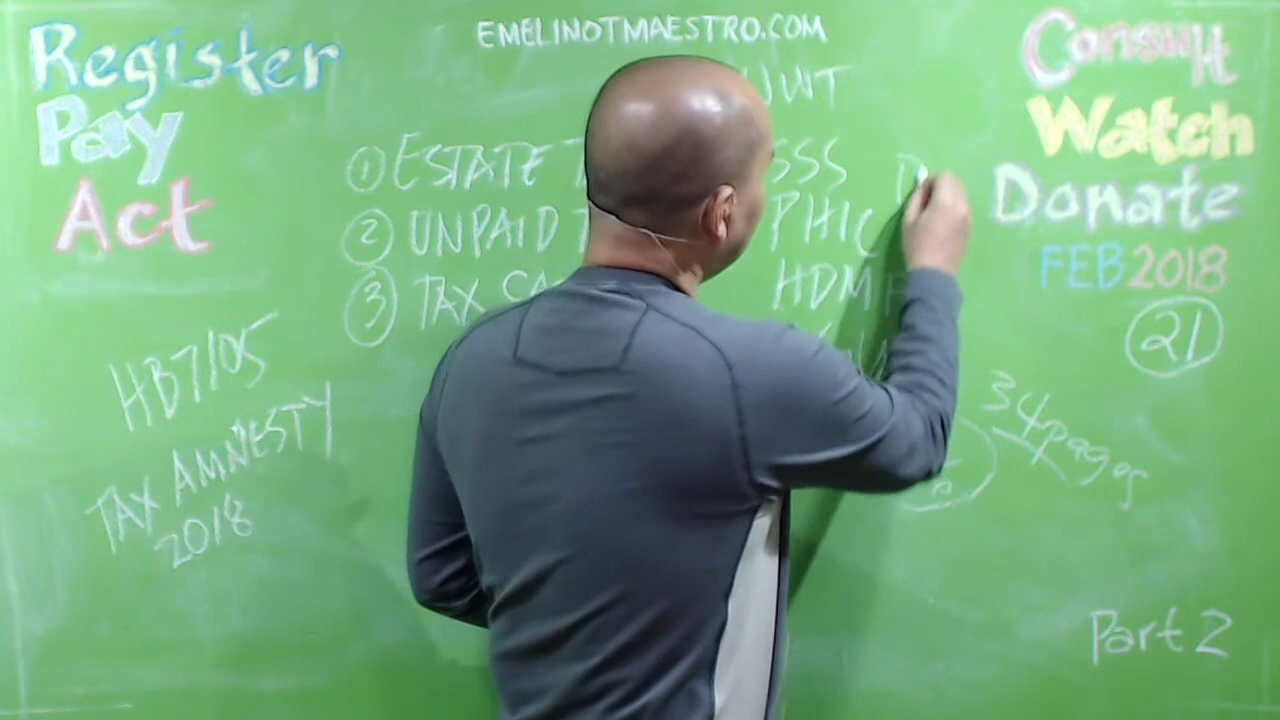 EMELINOTMAESTRO.COM
Register
Pay
Act
Consult
Watch
Donate
FEB 2018
21
① ESTATE
② UNPAID
③ TAX
SSS
PHIC
HDMF
HB7105
TAX AMNESTY
2018
34 pages
Part 2